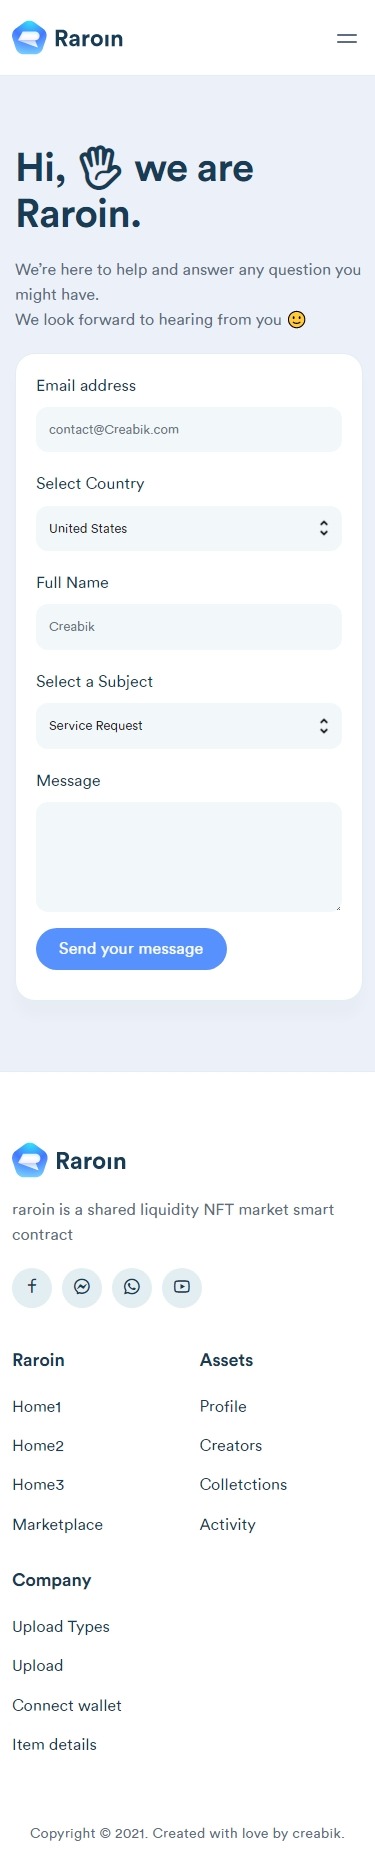 Raroın
Hi, 👋 we are
Raroin.
We're here to help and answer any question you
might have.
We look forward to hearing from you 🙂
Email address
contact@Creabik.com
Select Country
United States
Full Name
Creabik
Select a Subject
Service Request
Message
Send your message
Raroın
raroin is a shared liquidity NFT market smart
contract
Raroin
Home1
Home2
Home3
Marketplace
Assets
Profile
Creators
Colletctions
Activity
Company
Upload Types
Upload
Connect wallet
Item details
Copyright © 2021. Created with love by creabik.